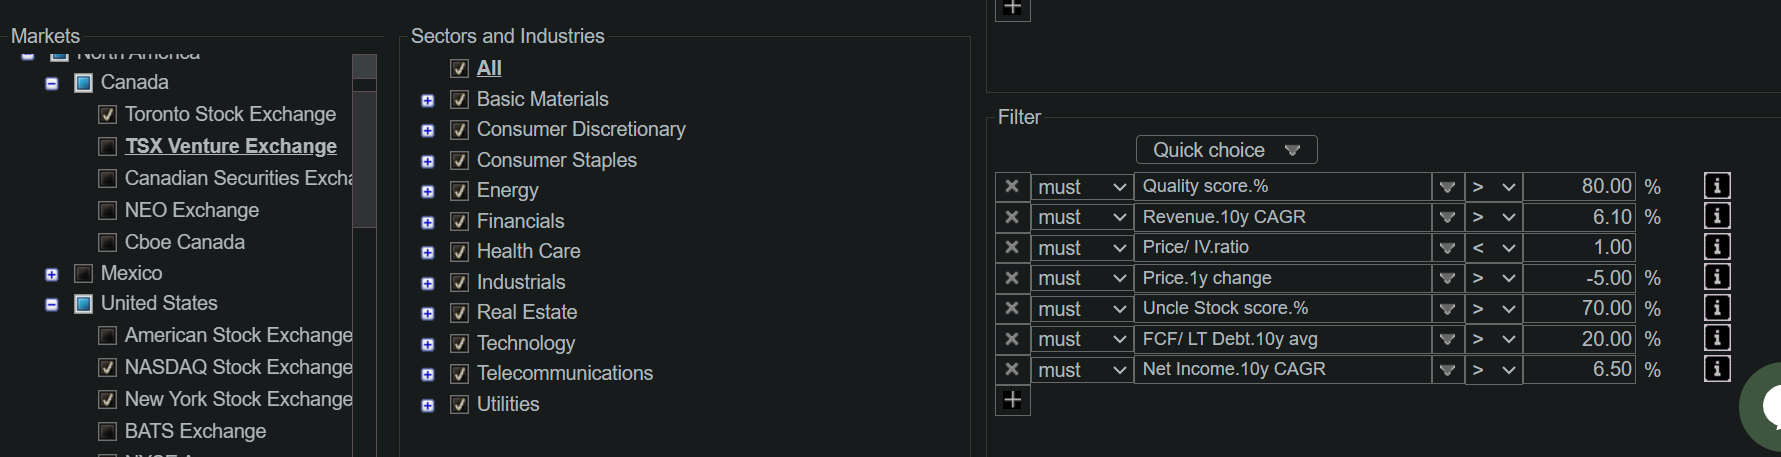 Markets
North America
Canada
Toronto Stock Exchange
TSX Venture Exchange
Canadian Securities Excha
NEO Exchange
Cboe Canada
Mexico
United States
American Stock Exchange
NASDAQ Stock Exchange
New York Stock Exchange
BATS Exchange
Sectors and Industries
All
Basic Materials
Consumer Discretionary
Consumer Staples
Energy
Financials
Health Care
Industrials
Real Estate
Technology
Telecommunications
Utilities
Filter
Quick choice
must Quality score.% > 80.00 %
must Revenue.10y CAGR > 6.10 %
must Price/ IV.ratio < 1.00
must Price.1y change > -5.00 %
must Uncle Stock score.% > 70.00 %
must FCF/ LT Debt.10y avg > 20.00 %
must Net Income.10y CAGR > 6.50 %